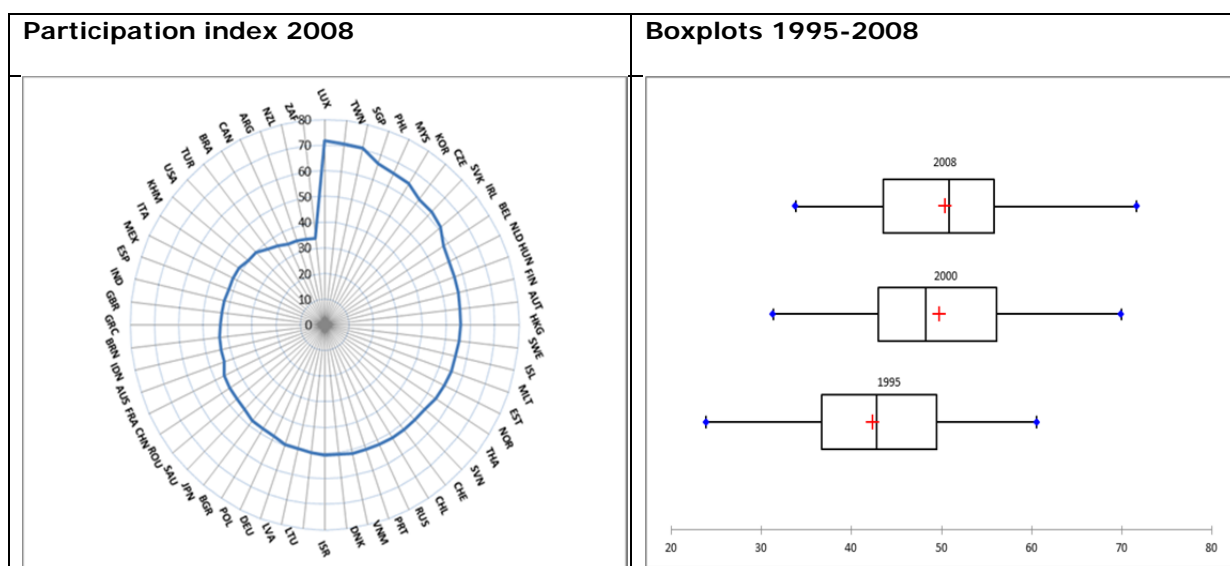 Participation index 2008
Boxplots 1995-2008
LUX
TWN
SGP
PHL
MYS
KOR
CZE
SVK
IRL
BEL
NLD
HUN
FIN
AUT
HKG
SWE
ISL
MLT
EST
NOR
THA
SVN
CHE
CHL
RUS
PRT
VNM
DNK
ISR
LTU
LVA
DEU
POL
BGR
JPN
SAU
ROU
CHN
FRA
AUS
IDN
BRN
GRC
GBR
IND
ESP
MEX
ITA
KHM
USA
TUR
BRA
CAN
ARG
NZL
ZAF
80
70
60
50
40
30
20
10
0
2008
2000
1995
20 30 40 50 60 70 80